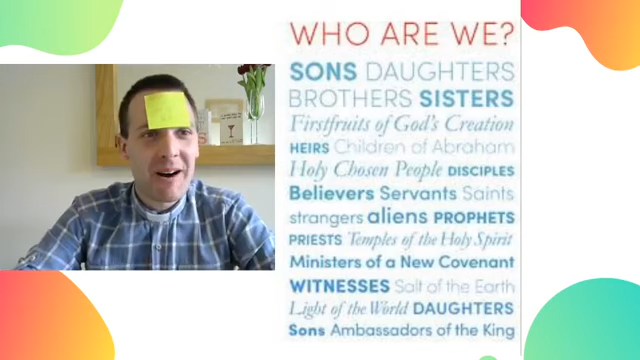 WHO ARE WE?
SONS DAUGHTERS
BROTHERS SISTERS
Firstfruits of God's Creation
HEIRS Children of Abraham
Holy Chosen People DISCIPLES
Believers Servants Saints
strangers aliens PROPHETS
PRIESTS Temples of the Holy Spirit
Ministers of a New Covenant
WITNESSES Salt of the Earth
Light of the World DAUGHTERS
Sons Ambassadors of the King